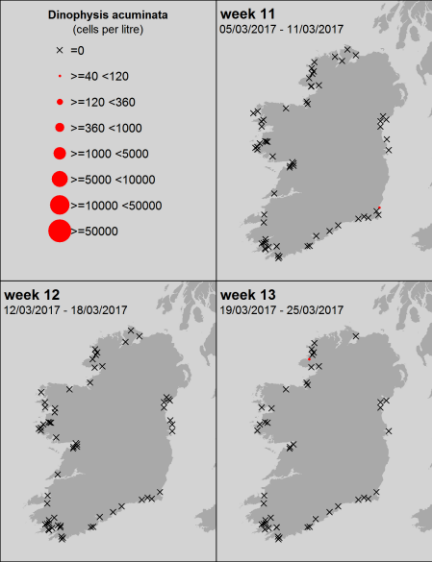 Dinophysis acuminata
(cells per litre)
=0
>=40 <120
>=120 <360
>=360 <1000
>=1000 <5000
>=5000 <10000
>=10000 <50000
>=50000
week 11
05/03/2017 - 11/03/2017
week 12
12/03/2017 - 18/03/2017
week 13
19/03/2017 - 25/03/2017